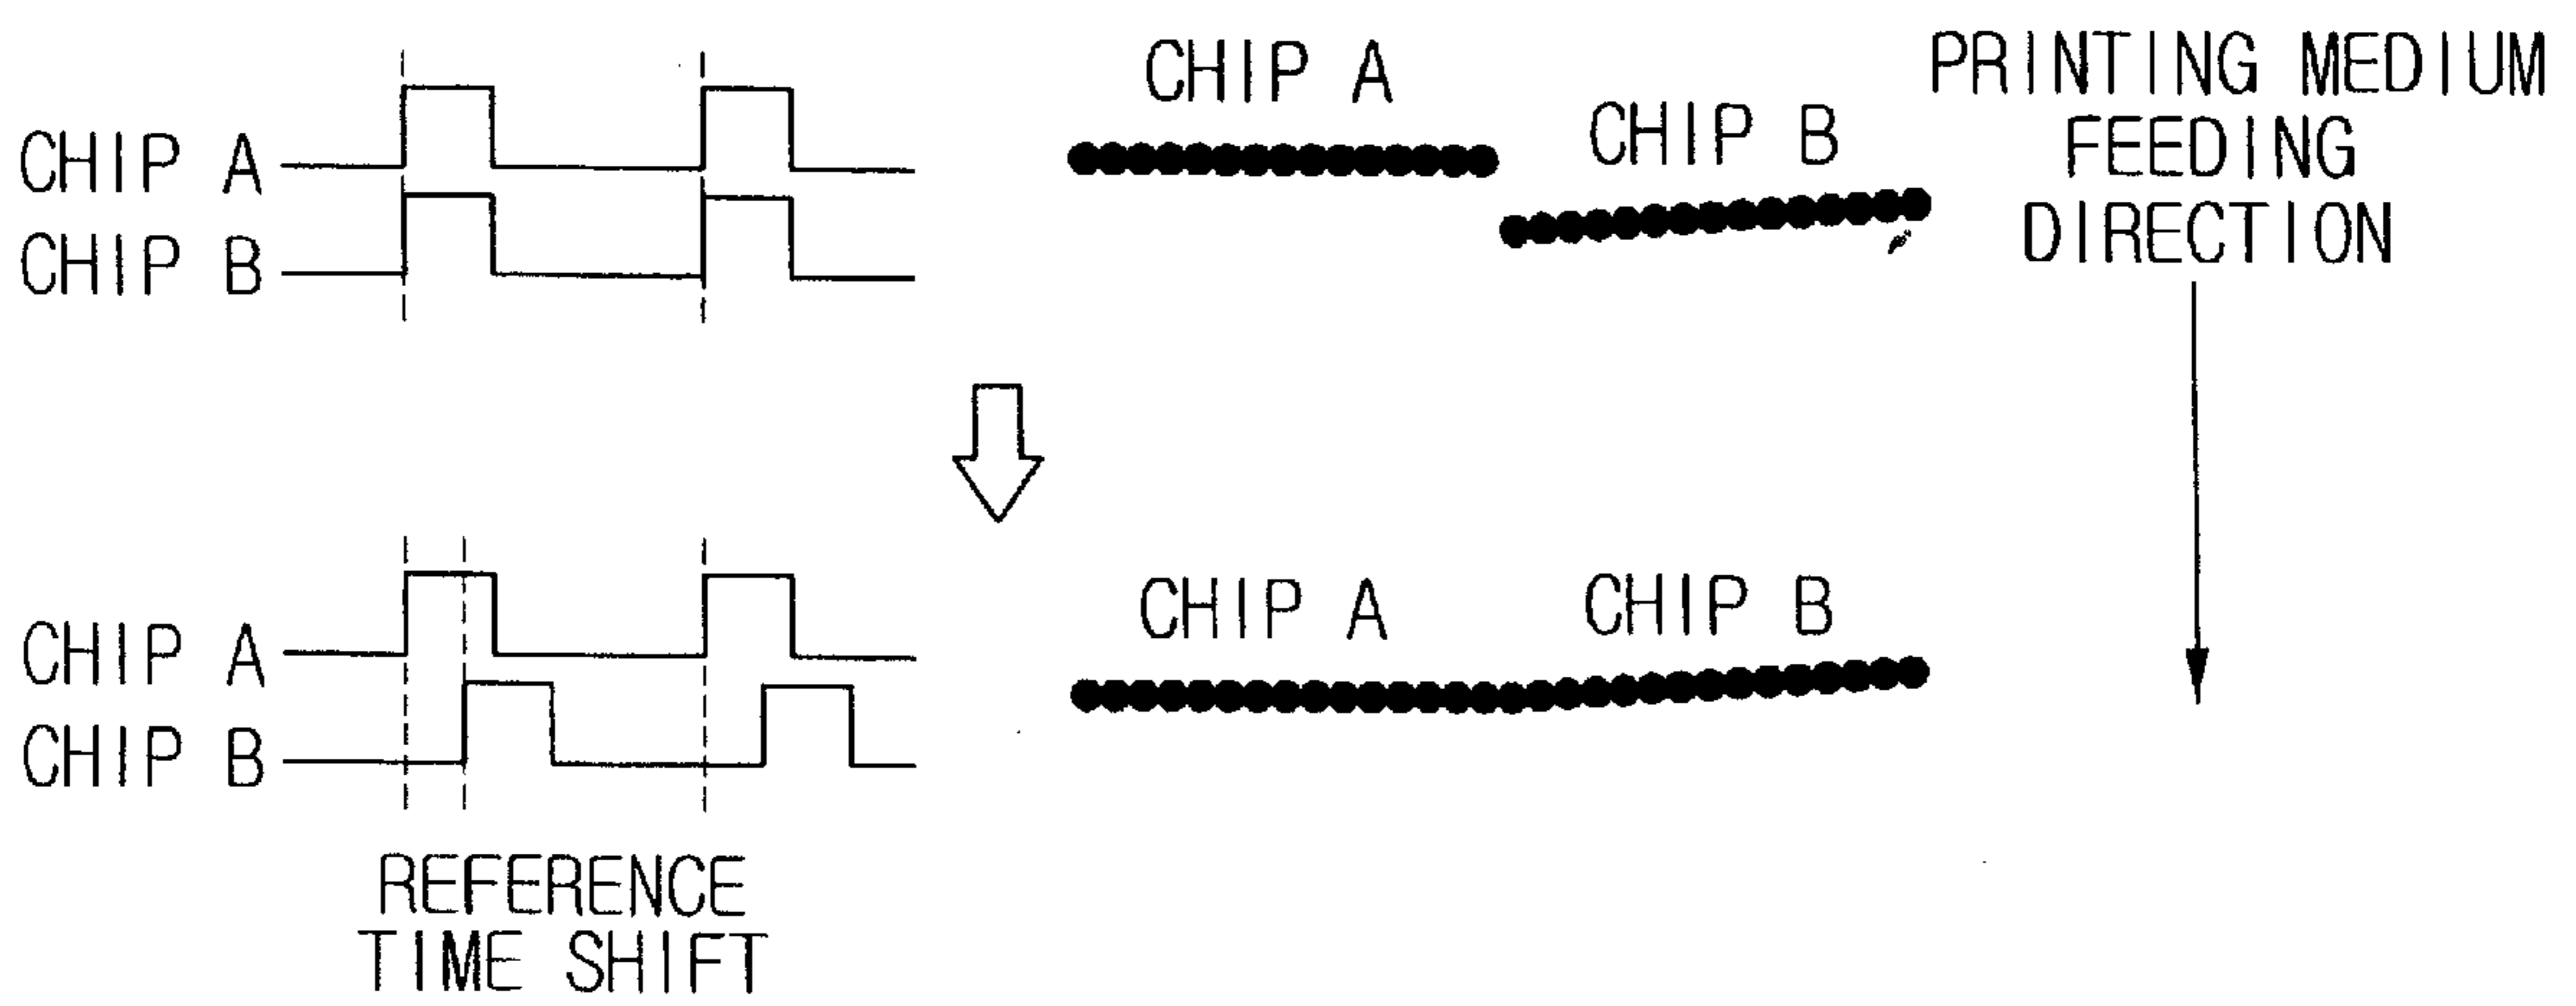 CHIP A
CHIP B
CHIP A
CHIP B
PRINTING MEDIUM
FEEDING
DIRECTION
CHIP A
CHIP B
CHIP A
CHIP B
REFERENCE
TIME SHIFT